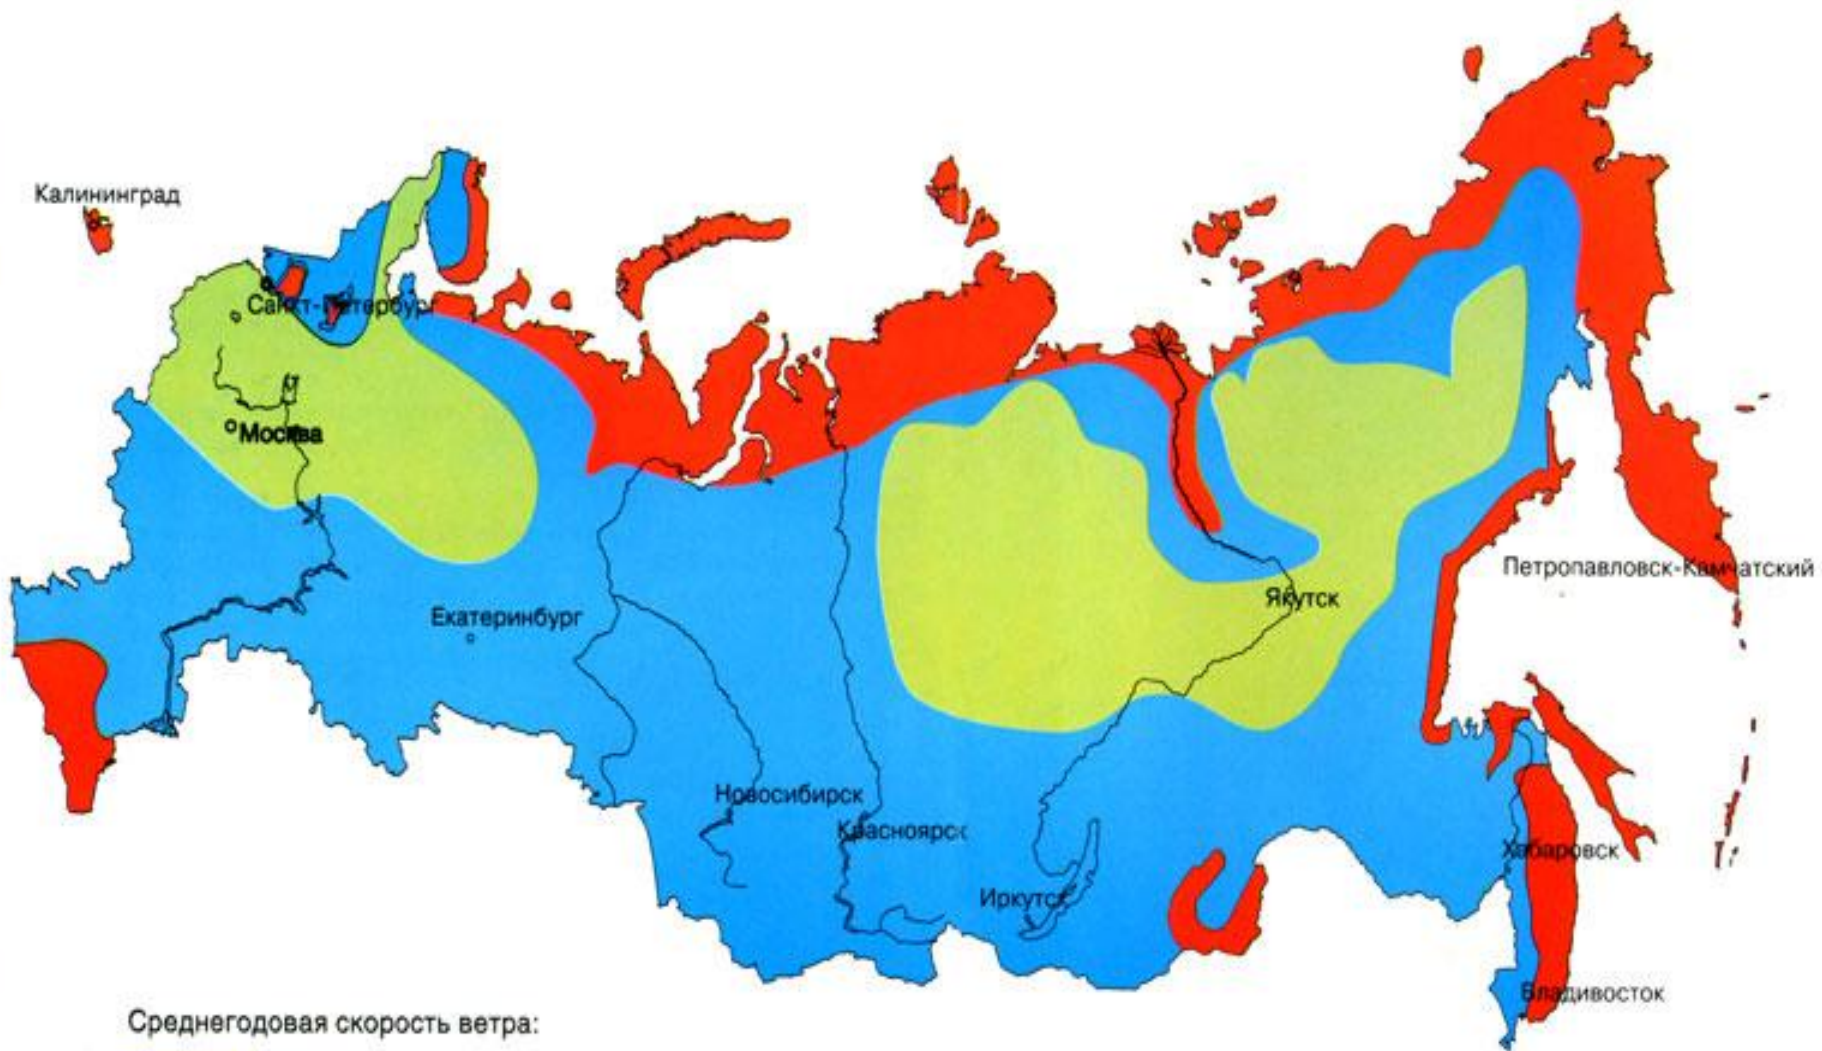 Калининград
Санкт-Петербург
Москва
Петропавловск-Камчатский
Якутск
Екатеринбург
Новосибирск
Красноярск
Хабаровск
Иркутск
Владивосток
Среднегодовая скорость ветра: